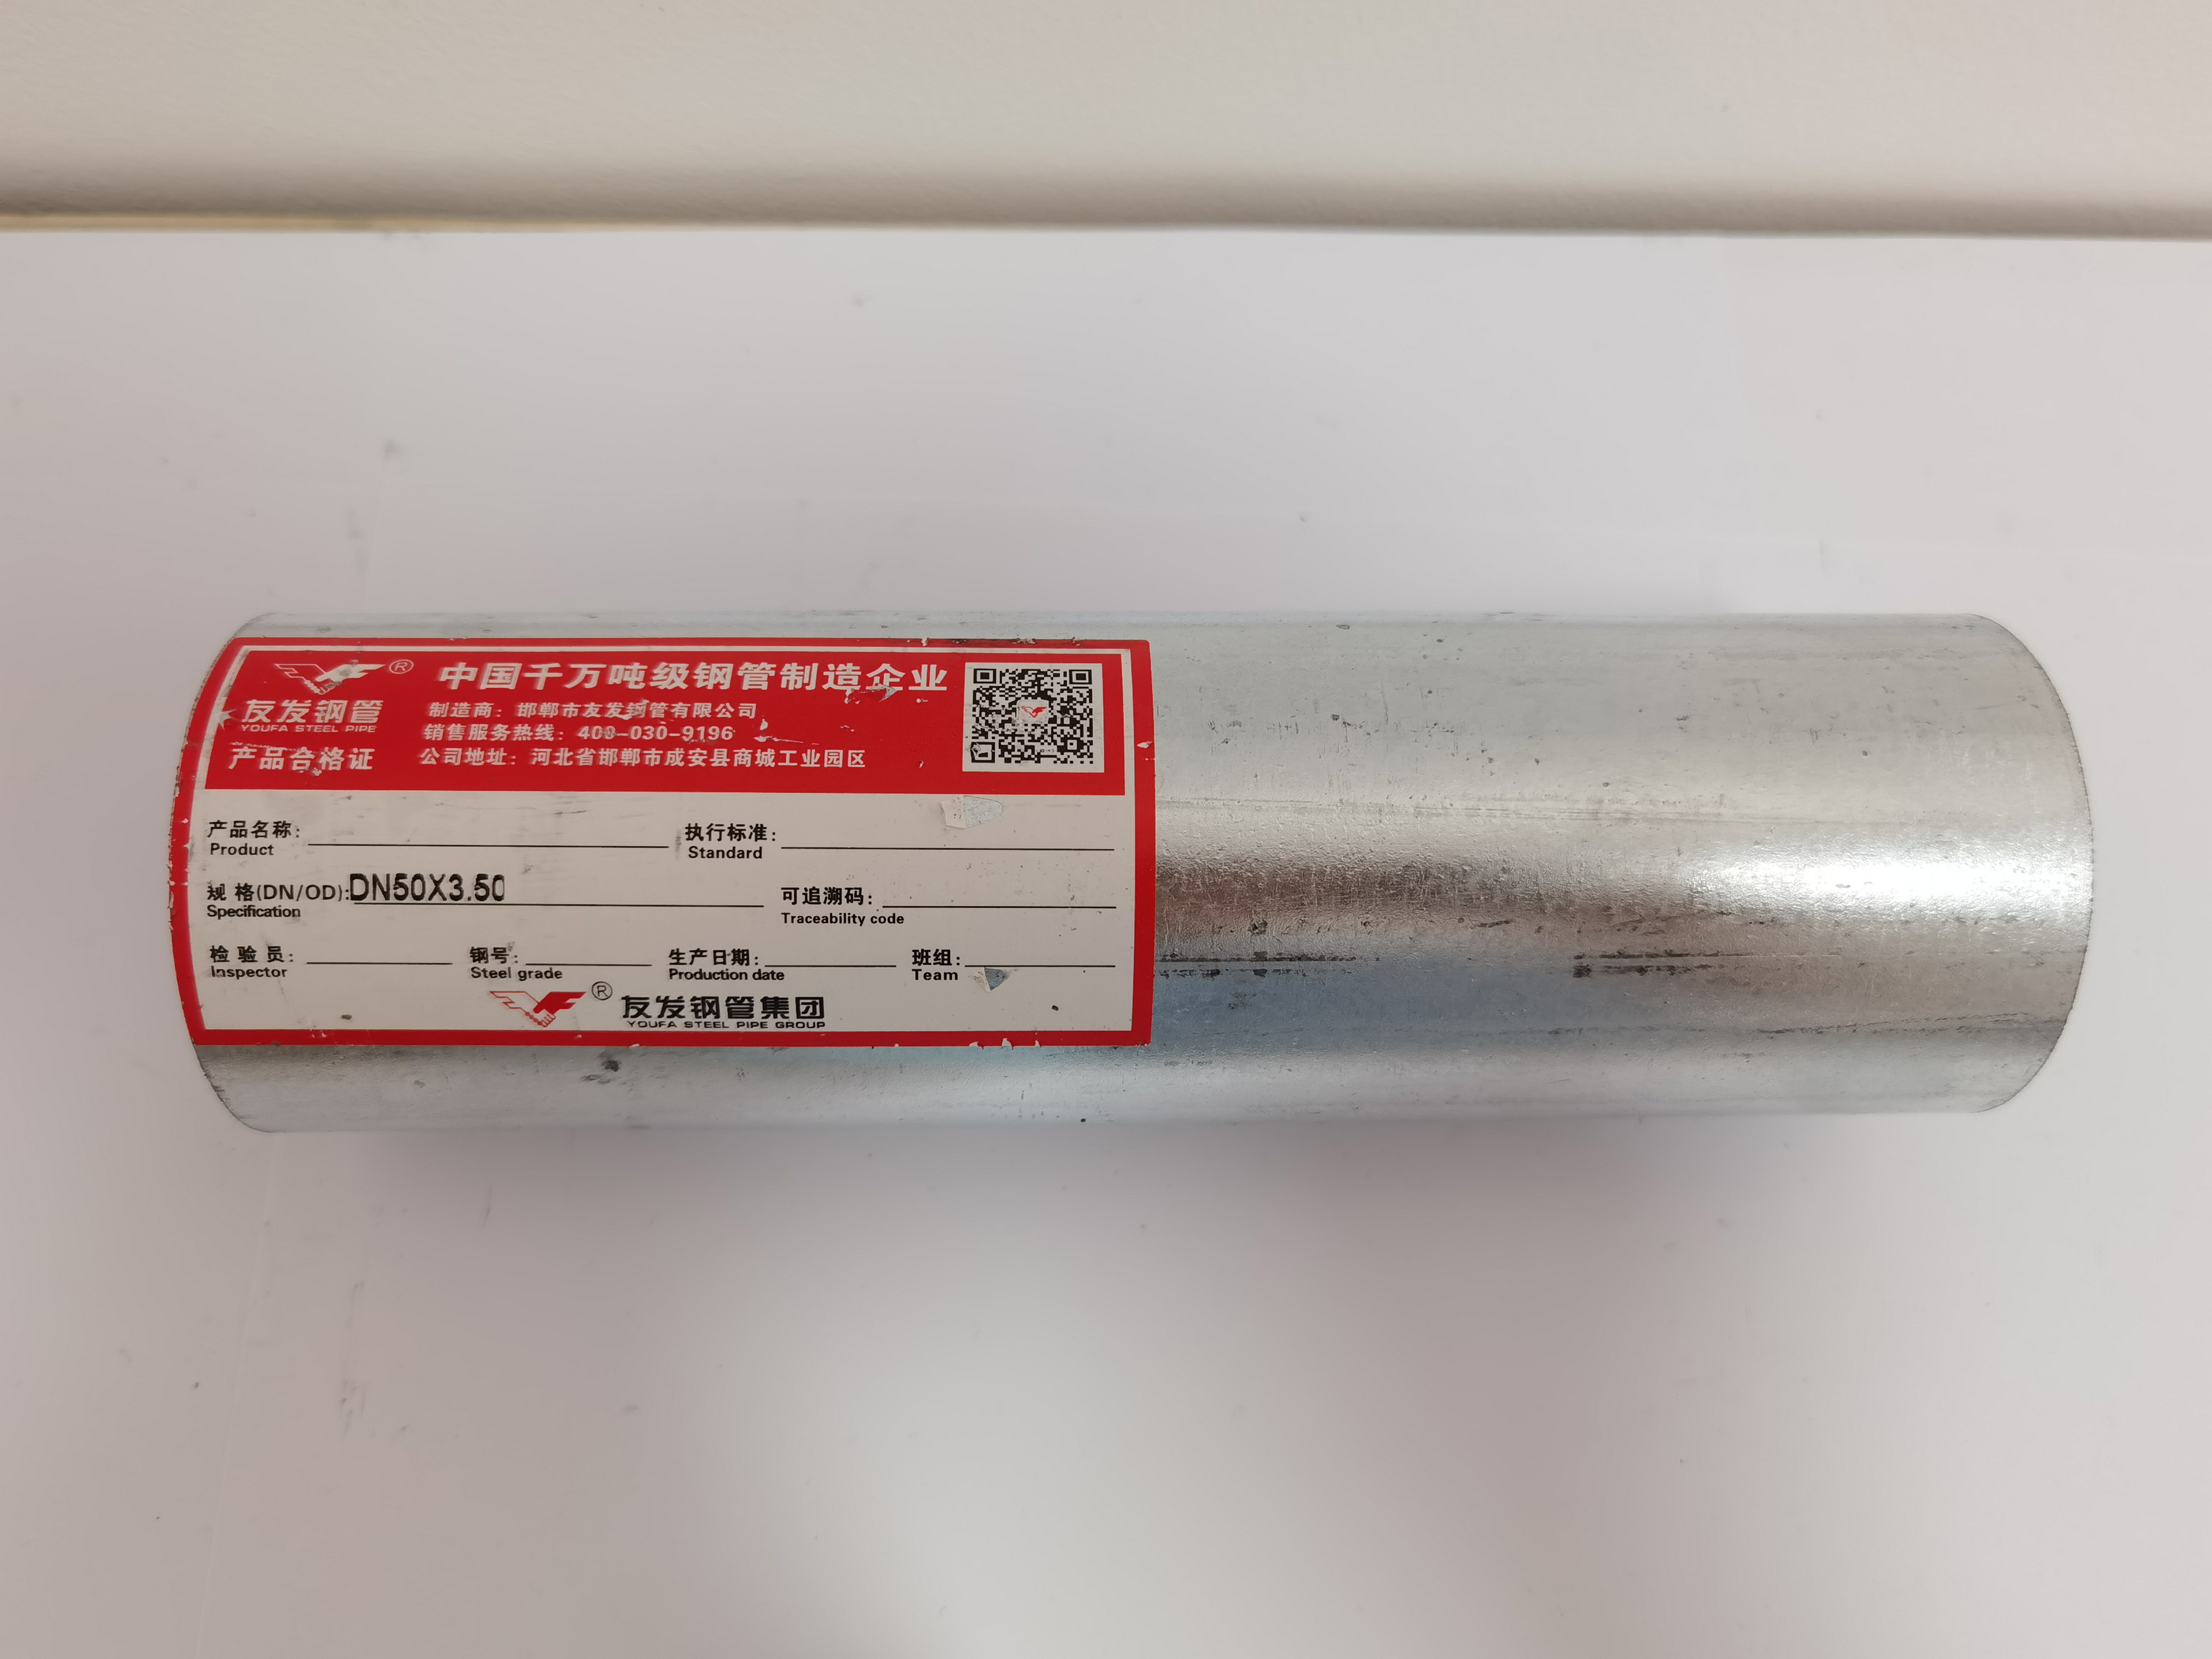 ® 中国千万吨级钢管制造企业
友发钢管
YOUFA STEEL PIPE
产品合格证
制造商：邯郸市友发钢管有限公司
销售服务热线：400-030-9196
公司地址：河北省邯郸市成安县商城工业园区
产品名称： 执行标准：
Product Standard
规 格(DN/OD):DN50X3.50 可追溯码：
Specification Traceability code
检 验 员： 钢号： 生产日期： 班组：
Inspector Steel grade Production date Team
® 友发钢管集团
YOUFA STEEL PIPE GROUP